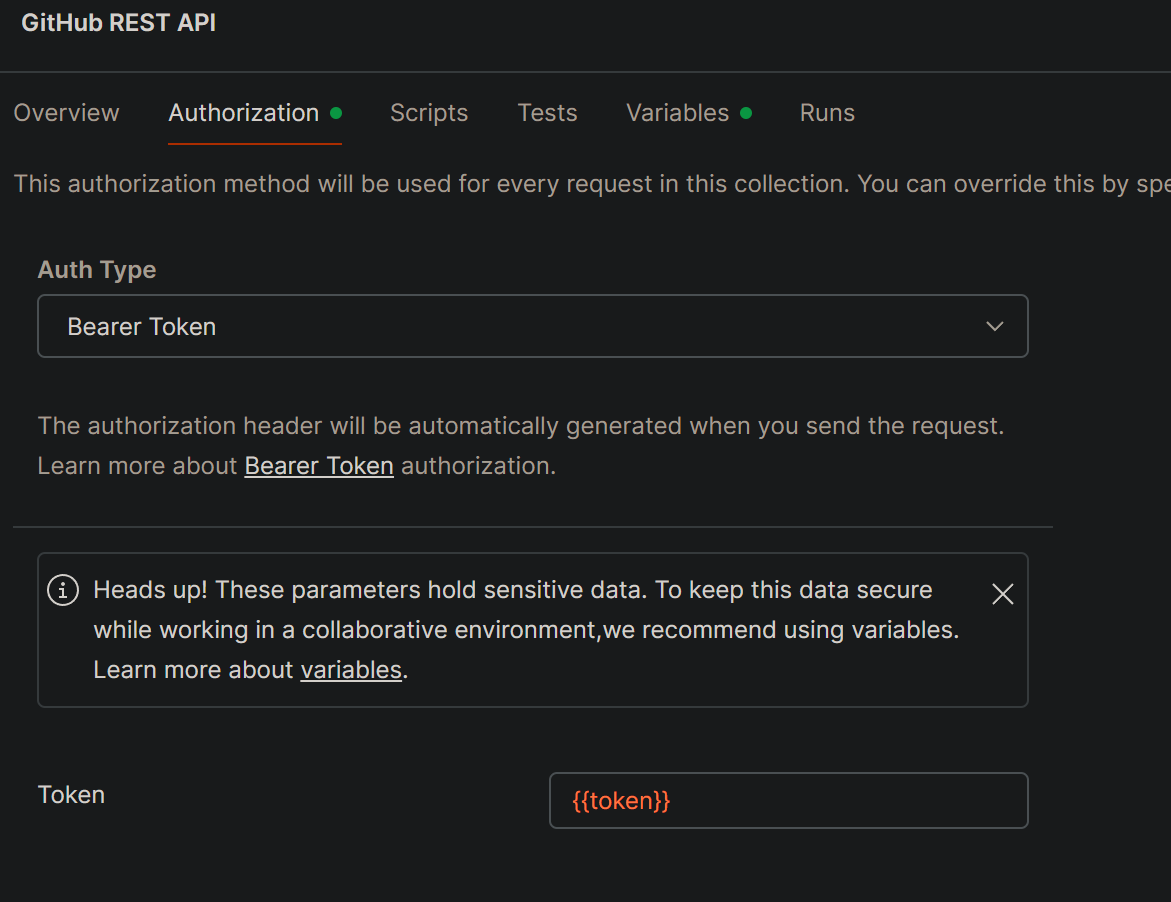 GitHub REST API
Overview Authorization Scripts Tests Variables Runs
This authorization method will be used for every request in this collection. You can override this by spe
Auth Type
Bearer Token
The authorization header will be automatically generated when you send the request.
Learn more about Bearer Token authorization.
Heads up! These parameters hold sensitive data. To keep this data secure
while working in a collaborative environment,we recommend using variables.
Learn more about variables.
Token {{token}}